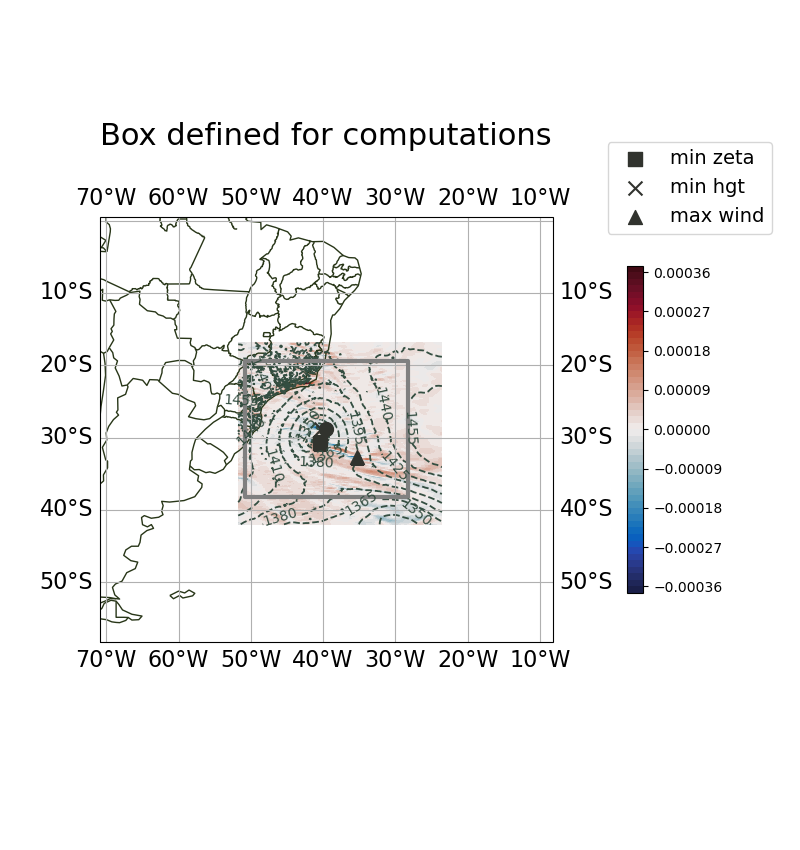 Box defined for computations
min zeta
min hgt
max wind
70°W 60°W 50°W 40°W 30°W 20°W 10°W
0.00036
0.00027
0.00018
0.00009
0.00000
−0.00009
−0.00018
−0.00027
−0.00036
10°S 10°S
20°S 20°S
30°S 30°S
40°S 40°S
50°S 50°S
1440
1455
1395
1410
1380
1425
1365
1380
1350
70°W 60°W 50°W 40°W 30°W 20°W 10°W